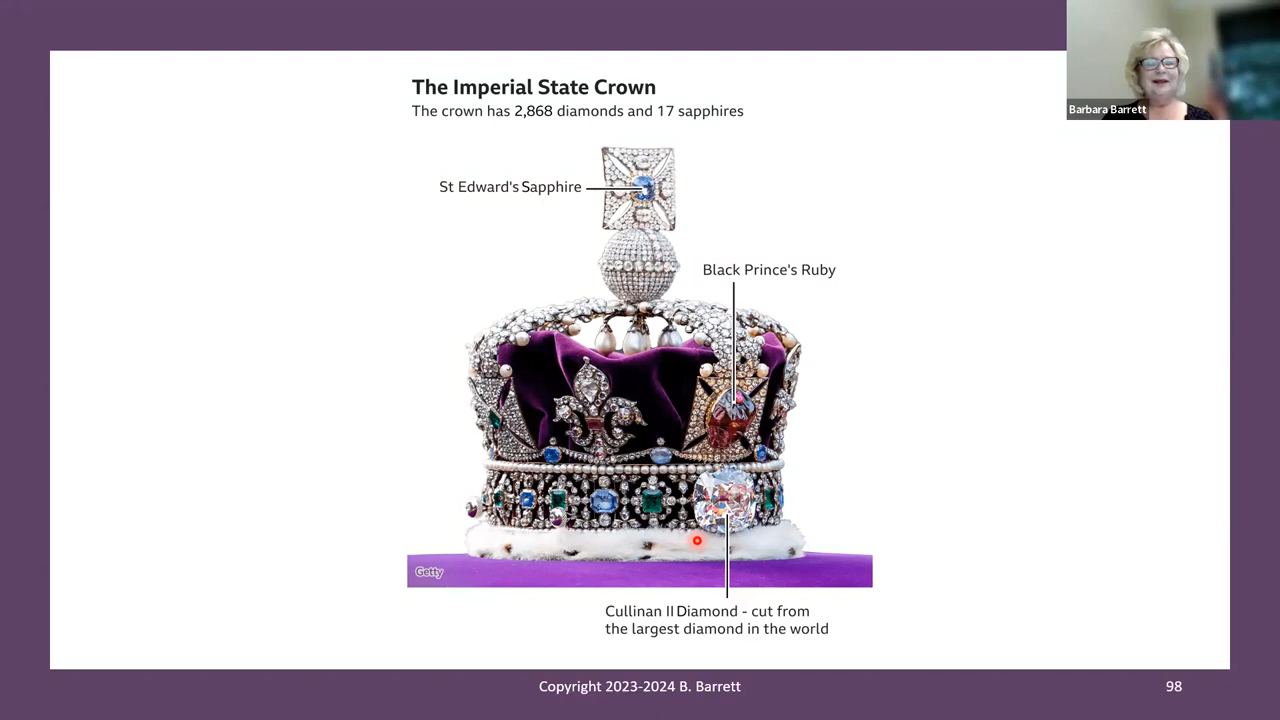 The Imperial State Crown
The crown has 2,868 diamonds and 17 sapphires
Barbara Barrett
St Edward's Sapphire
Black Prince's Ruby
Getty
Cullinan II Diamond - cut from
the largest diamond in the world
Copyright 2023-2024 B. Barrett
98